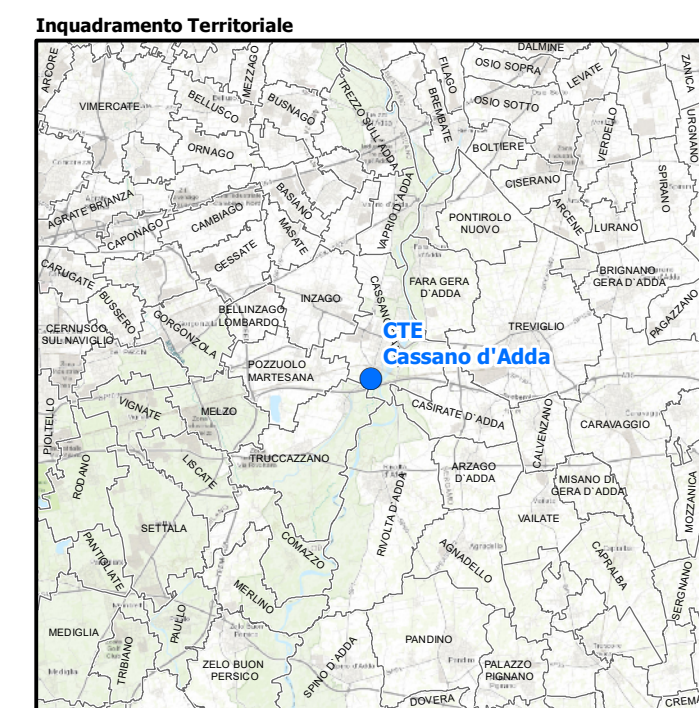 Inquadramento Territoriale
ARCORE
MEZZAGO
DALMINE
OSIO SOPRA
FILAGO
LEVATE
ZANICA
VIMERCATE
BELLUSCO
BUSNAGO
TREZZO SULL'ADDA
BREMBATE
OSIO SOTTO
VERDELLO
URGNANO
ORNAGO
BOLTIERE
CISERANO
SPIRANO
AGRATE BRIANZA
CAPONAGO
CAMBIAGO
BASIANO
MASATE
VAPRIO D'ADDA
PONTIROLO
NUOVO
ARCENE
LURANO
CARUGATE
BUSSERO
GESSATE
INZAGO
CASSANO
FARA GERA
D'ADDA
BRIGNANO
GERA D'ADDA
PAGAZZANO
CERNUSCO
SUL NAVIGLIO
GORGONZOLA
BELLINZAGO
LOMBARDO
TREVIGLIO
CTE
Cassano d'Adda
POZZUOLO
MARTESANA
PIOLTELLO
VIGNATE
MELZO
CASIRATE D'ADDA
CALVENZANO
CARAVAGGIO
RODANO
LISCATE
TRUCCAZZANO
RIVOLTA D'ADDA
ARZAGO
D'ADDA
MISANO DI
GERA D'ADDA
MOZZANICA
SETTALA
PANTIGLIATE
COMAZZO
AGNADELLO
VAILATE
CAPRALBA
SERGNANO
MERLINO
MEDIGLIA
TRIBIANO
PAULLO
ZELO BUON
PERSICO
SPINO D'ADDA
PANDINO
PALAZZO
PIGNANO
DOVERA
CREMA